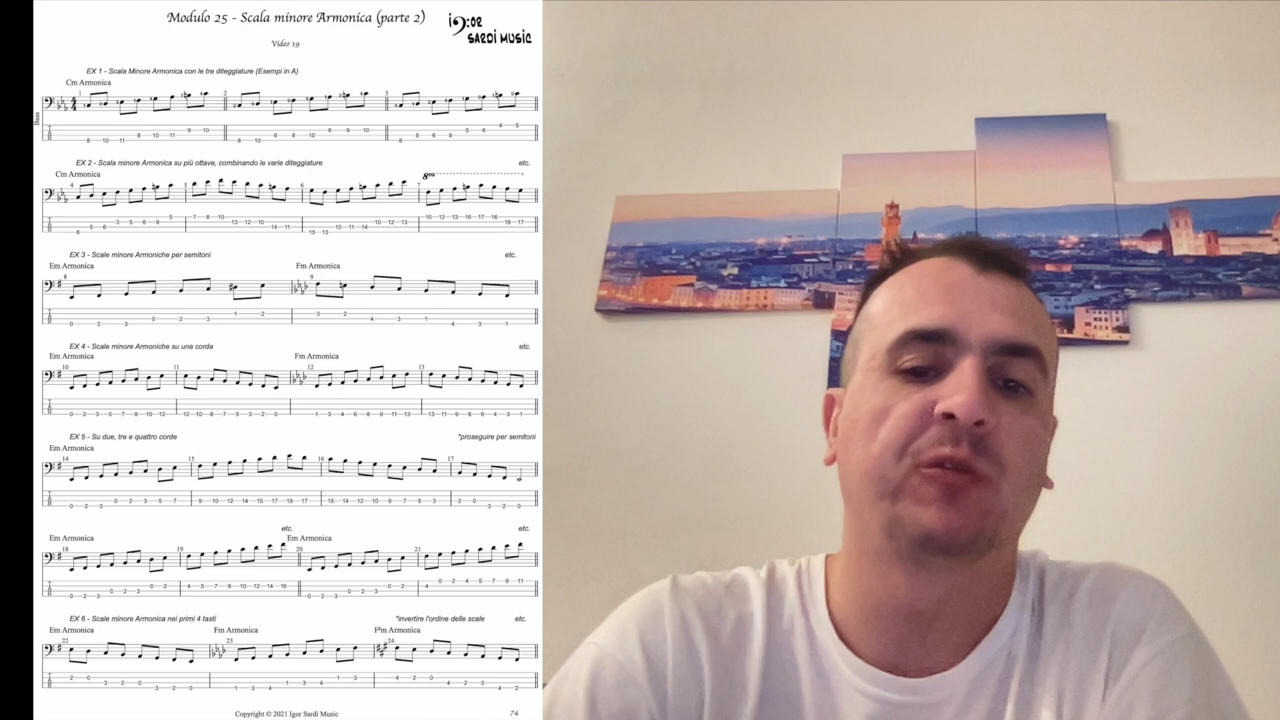 Modulo 25 - Scala minore Armonica (parte 2)
i:or
SARDI MUSIC
Video 19
EX 1 - Scala Minore Armonica con le tre diteggiature (Esempi in A)
Cm Armonica
Bass
EX 2 - Scala minore Armonica su più ottave, combinando le varie diteggiature
etc.
Cm Armonica
8va
EX 3 - Scale minore Armoniche per semitoni
etc.
Em Armonica
Fm Armonica
EX 4 - Scale minore Armoniche su una corda
etc.
Em Armonica
Fm Armonica
EX 5 - Su due, tre e quattro corde
*proseguire per semitoni
Em Armonica
etc.
etc.
Em Armonica
Em Armonica
EX 6 - Scale minore Armonica nei primi 4 tasti
*invertire l'ordine delle scale
etc.
Em Armonica
Fm Armonica
F#m Armonica
Copyright © 2021 Igor Sardi Music
74